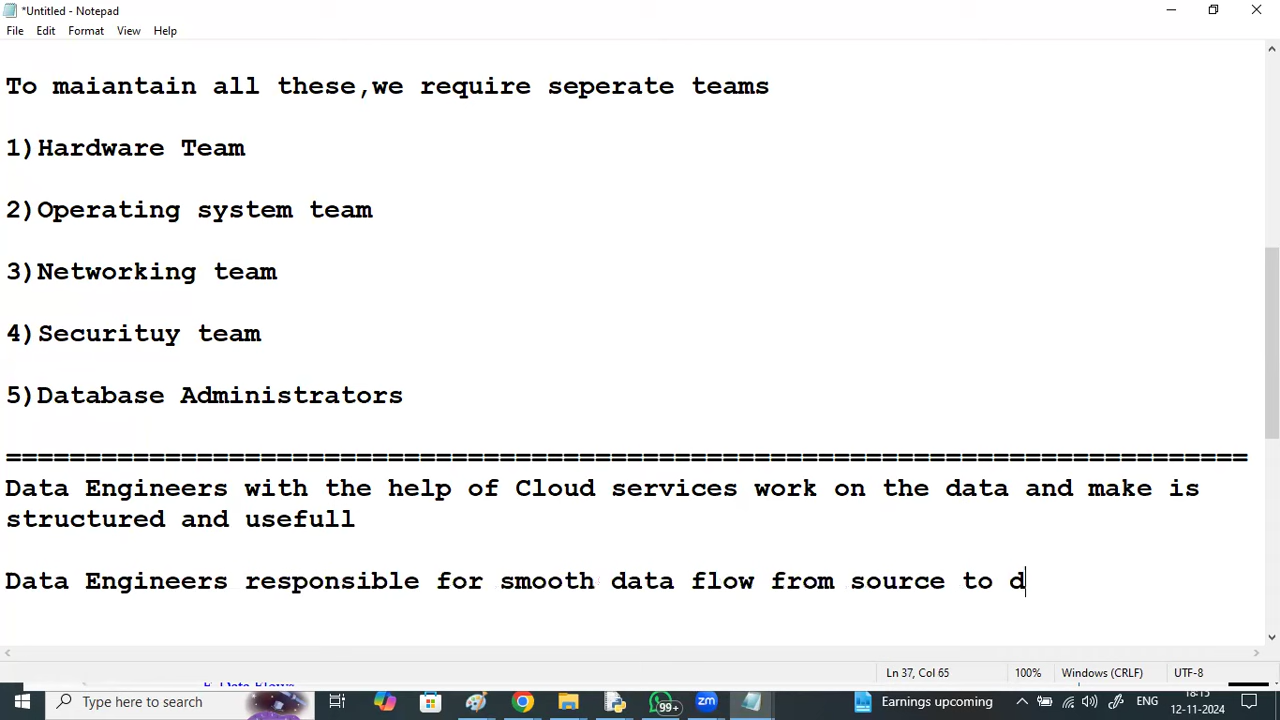 *Untitled - Notepad
File Edit Format View Help
To maiantain all these,we require seperate teams
1)Hardware Team
2)Operating system team
3)Networking team
4)Securituy team
5)Database Administrators
==============================================================================
Data Engineers with the help of Cloud services work on the data and make is
structured and usefull
Data Engineers responsible for smooth data flow from source to d
Ln 37, Col 65 100% Windows (CRLF) UTF-8
Type here to search
99+
zm
Earnings upcoming
ENG
12-11-2024